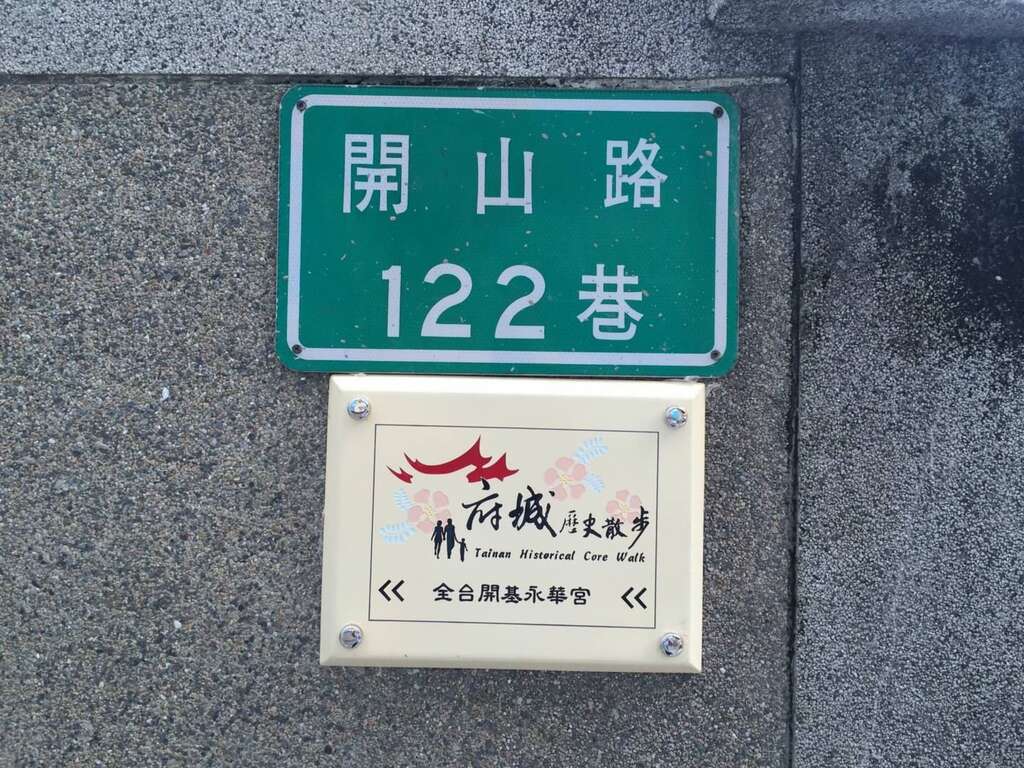 開山路
122巷
府城歷史散步
Tainan Historical Core Walk
<< 全台開基永華宮 <<